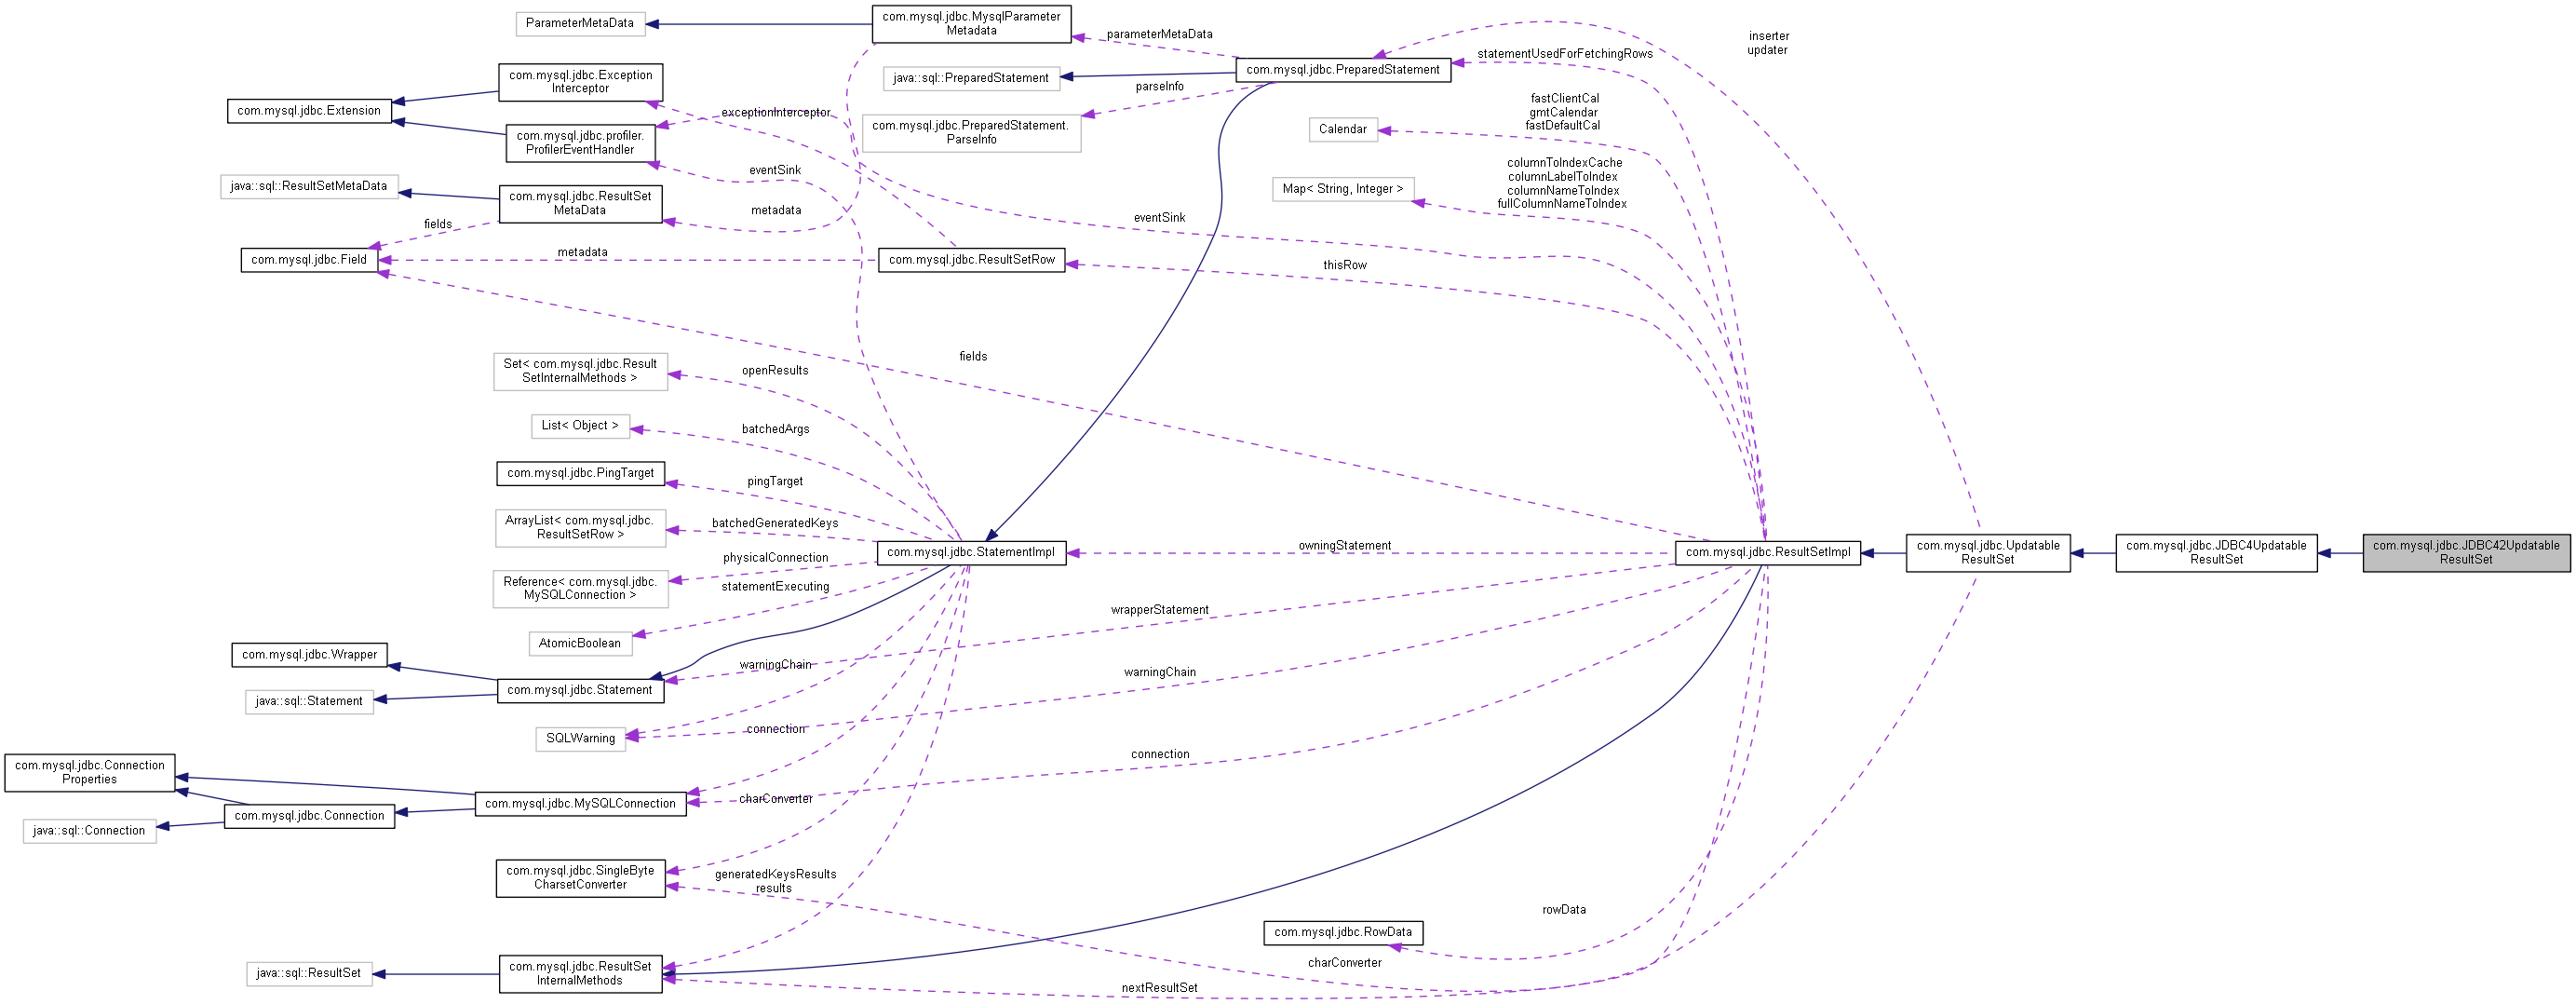 ParameterMetaData
com.mysql.jdbc.MysqlParameter
Metadata
parameterMetaData
inserter
updater
statementUsedForFetchingRows
com.mysql.jdbc.Exception
Interceptor
java::sql::PreparedStatement
com.mysql.jdbc.PreparedStatement
parseInfo
com.mysql.jdbc.Extension
exceptionInterceptor
fastClientCal
gmtCalendar
fastDefaultCal
com.mysql.jdbc.profiler.
ProfilerEventHandler
com.mysql.jdbc.PreparedStatement.
ParseInfo
Calendar
eventSink
columnToIndexCache
columnLabelToIndex
columnNameToIndex
fullColumnNameToIndex
java::sql::ResultSetMetaData
com.mysql.jdbc.ResultSet
MetaData
Map< String, Integer >
metadata
eventSink
fields
com.mysql.jdbc.Field
metadata
com.mysql.jdbc.ResultSetRow
thisRow
fields
Set< com.mysql.jdbc.Result
SetInternalMethods >
openResults
List< Object >
batchedArgs
com.mysql.jdbc.PingTarget
pingTarget
ArrayList< com.mysql.jdbc.
ResultSetRow >
batchedGeneratedKeys
com.mysql.jdbc.StatementImpl
owningStatement
com.mysql.jdbc.ResultSetImpl
com.mysql.jdbc.Updatable
ResultSet
com.mysql.jdbc.JDBC4Updatable
ResultSet
com.mysql.jdbc.JDBC42Updatable
ResultSet
physicalConnection
Reference< com.mysql.jdbc.
MySQLConnection >
statementExecuting
wrapperStatement
AtomicBoolean
com.mysql.jdbc.Wrapper
warningChain
warningChain
com.mysql.jdbc.Statement
java::sql::Statement
SQLWarning
connection
connection
com.mysql.jdbc.Connection
Properties
com.mysql.jdbc.MySQLConnection
charConverter
com.mysql.jdbc.Connection
java::sql::Connection
com.mysql.jdbc.SingleByte
CharsetConverter
generatedKeysResults
results
rowData
com.mysql.jdbc.RowData
charConverter
java::sql::ResultSet
com.mysql.jdbc.ResultSet
InternalMethods
nextResultSet